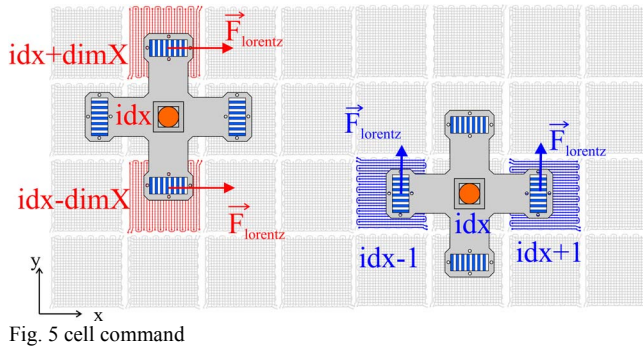 idx+dimX
F lorentz
idx
F lorentz
F lorentz
idx-dimX
F lorentz
idx
idx-1
idx+1
y
x
Fig. 5 cell command